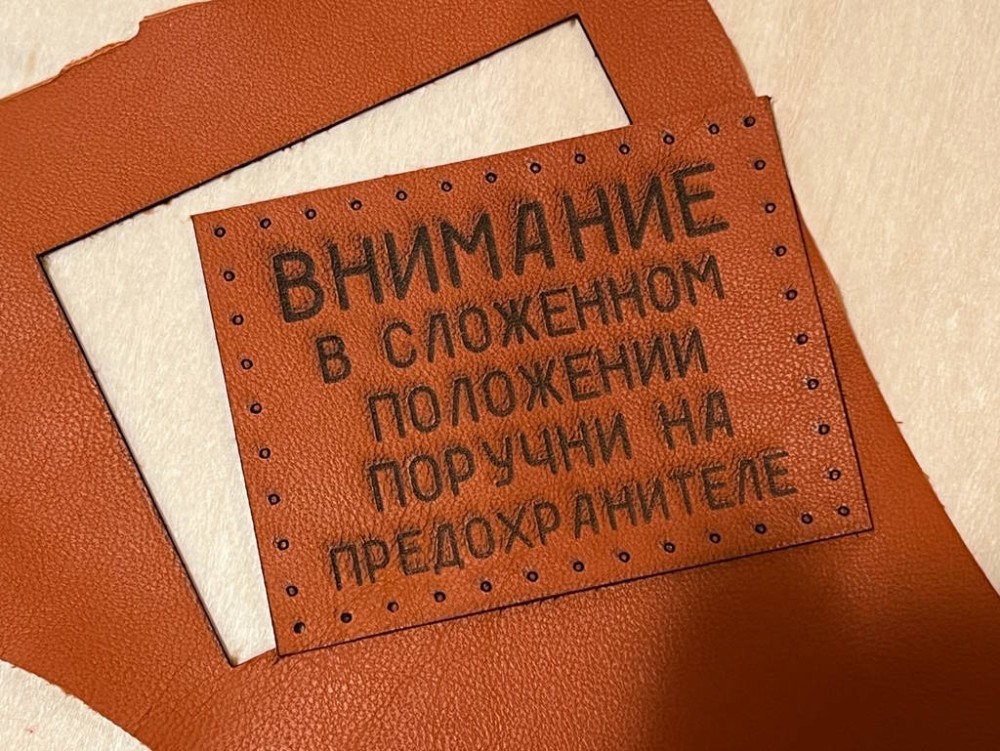 ВНИМАНИЕ
В СЛОЖЕННОМ
ПОЛОЖЕНИИ
ПОРУЧНИ НА
ПРЕДОХРАНИТЕЛЕ